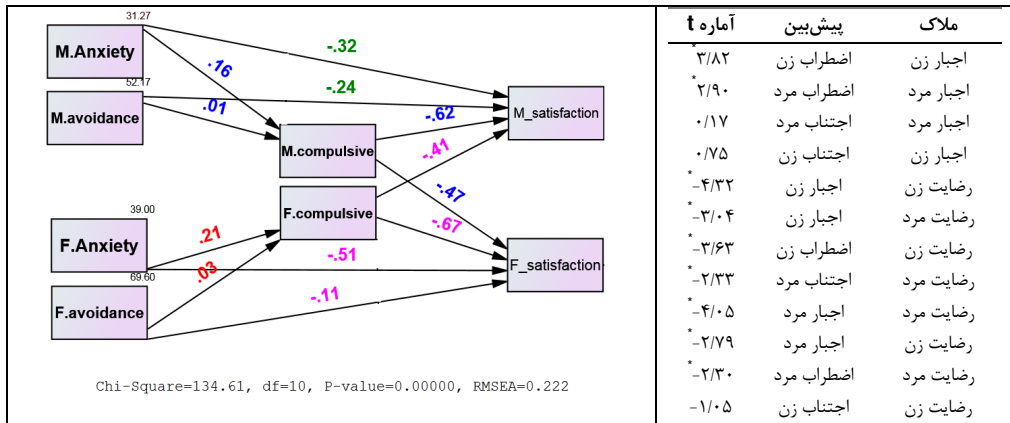 31.27
M.Anxiety
52.17
M.avoidance
39.00
F.Anxiety
69.60
F.avoidance
-.32
.16
-.24
.01
M.compulsive
F.compulsive
-.62
-.41
-.47
-.67
.21
.03
-.51
-.11
M_satisfaction
F_satisfaction
Chi-Square=134.61, df=10, P-value=0.00000, RMSEA=0.222
ملاک پیش‌بین آماره t
اجبار زن اضطراب زن ۳/۸۲*
اجبار مرد اضطراب مرد ۲/۹۰*
اجبار مرد اجتناب مرد ۰/۱۷
اجبار زن اجتناب زن ۰/۷۵
رضایت زن اجبار زن -۴/۳۲*
رضایت مرد اجبار زن -۳/۰۴*
رضایت زن اضطراب زن -۳/۶۳*
رضایت مرد اجتناب مرد -۲/۳۳*
رضایت مرد اجبار مرد -۴/۰۵*
رضایت زن اجبار مرد -۲/۷۹*
رضایت مرد اضطراب مرد -۲/۳۰*
رضایت زن اجتناب زن -۱/۰۵